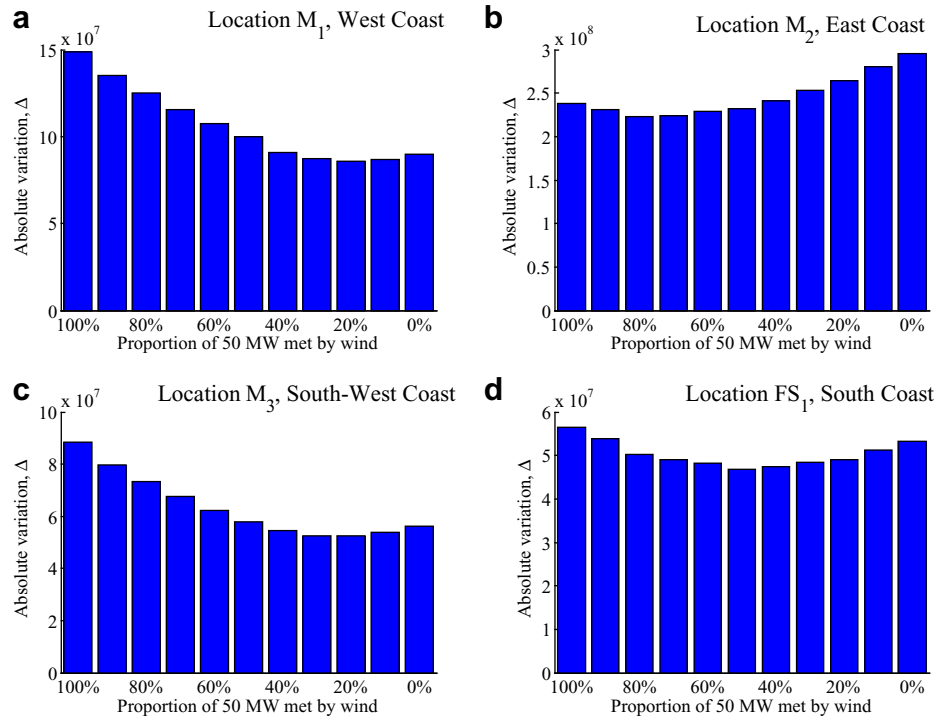 a
Location M1, West Coast
x 10^7
15
10
5
0
Absolute variation, Δ
100% 80% 60% 40% 20% 0%
Proportion of 50 MW met by wind
b
Location M2, East Coast
x 10^8
3
2.5
2
1.5
1
0.5
0
Absolute variation, Δ
100% 80% 60% 40% 20% 0%
Proportion of 50 MW met by wind
c
Location M3, South-West Coast
x 10^7
10
8
6
4
2
0
Absolute variation, Δ
100% 80% 60% 40% 20% 0%
Proportion of 50 MW met by wind
d
Location FS1, South Coast
x 10^7
6
5
4
3
2
1
0
Absolute variation, Δ
100% 80% 60% 40% 20% 0%
Proportion of 50 MW met by wind